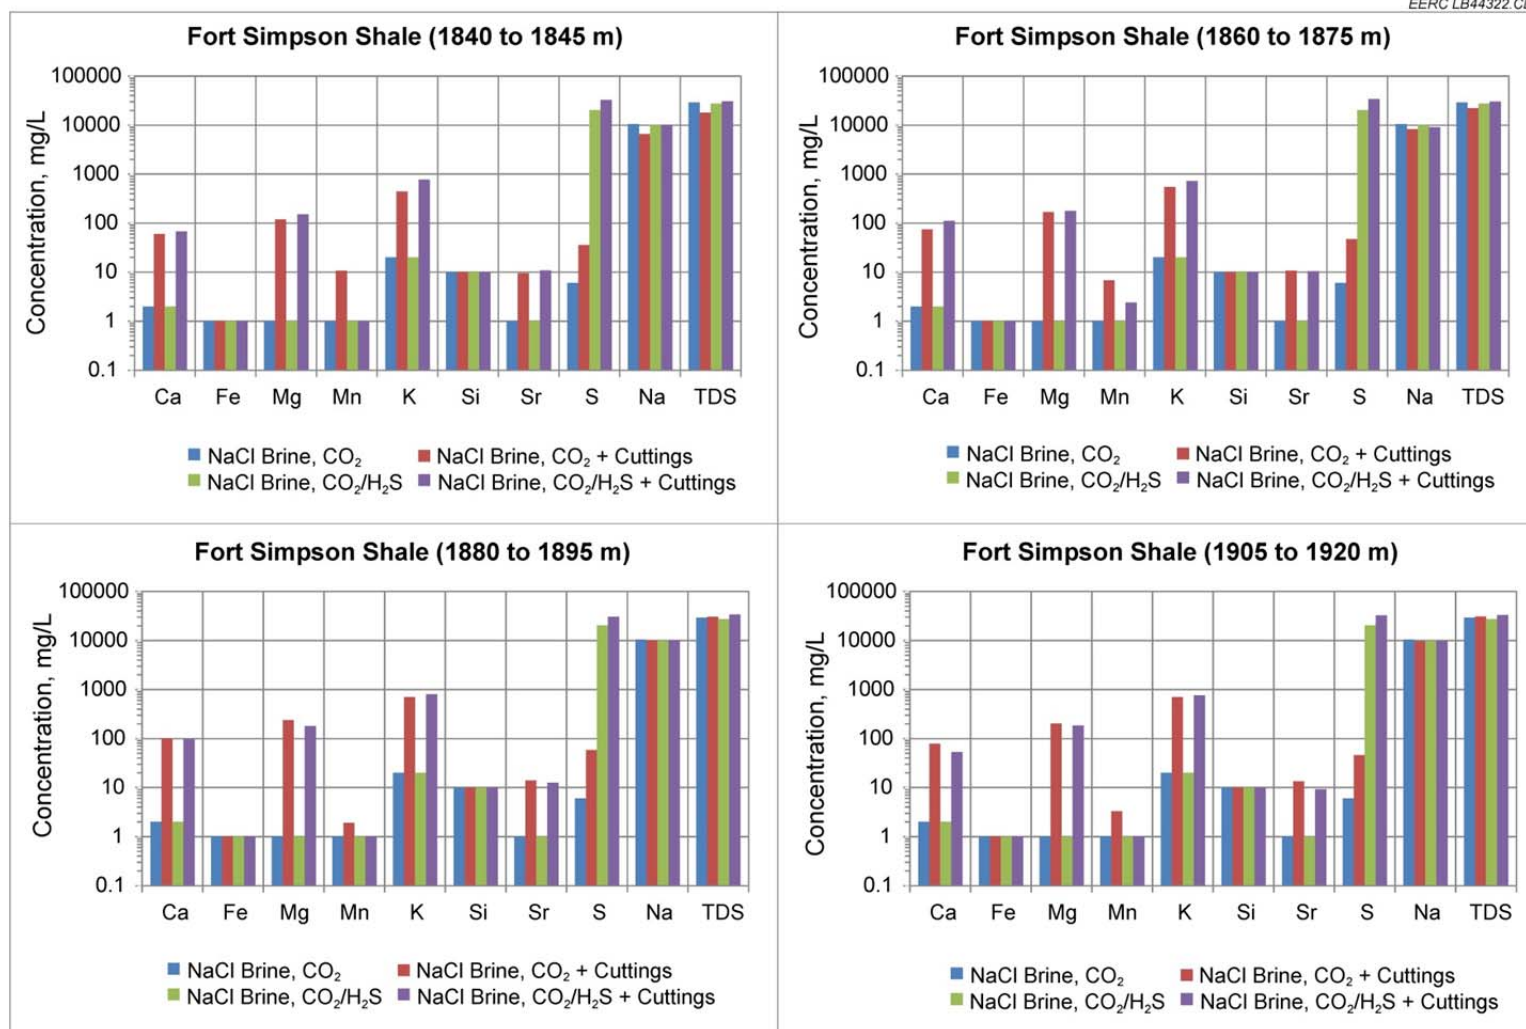 EERC LB44322.CD
Fort Simpson Shale (1840 to 1845 m)
100000
10000
1000
100
10
1
0.1
Concentration, mg/L
Ca Fe Mg Mn K Si Sr S Na TDS
NaCl Brine, CO₂ NaCl Brine, CO₂ + Cuttings
NaCl Brine, CO₂/H₂S NaCl Brine, CO₂/H₂S + Cuttings
Fort Simpson Shale (1860 to 1875 m)
100000
10000
1000
100
10
1
0.1
Concentration, mg/L
Ca Fe Mg Mn K Si Sr S Na TDS
NaCl Brine, CO₂ NaCl Brine, CO₂ + Cuttings
NaCl Brine, CO₂/H₂S NaCl Brine, CO₂/H₂S + Cuttings
Fort Simpson Shale (1880 to 1895 m)
100000
10000
1000
100
10
1
0.1
Concentration, mg/L
Ca Fe Mg Mn K Si Sr S Na TDS
NaCl Brine, CO₂ NaCl Brine, CO₂ + Cuttings
NaCl Brine, CO₂/H₂S NaCl Brine, CO₂/H₂S + Cuttings
Fort Simpson Shale (1905 to 1920 m)
100000
10000
1000
100
10
1
0.1
Concentration, mg/L
Ca Fe Mg Mn K Si Sr S Na TDS
NaCl Brine, CO₂ NaCl Brine, CO₂ + Cuttings
NaCl Brine, CO₂/H₂S NaCl Brine, CO₂/H₂S + Cuttings